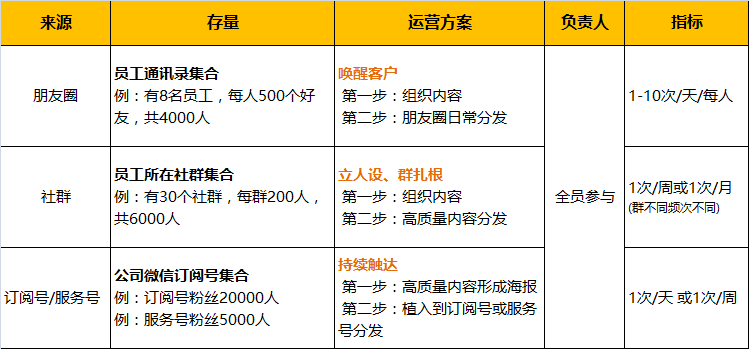 来源 存量 运营方案 负责人 指标
朋友圈
员工通讯录集合
例：有8名员工，每人500个好
友，共4000人
唤醒客户
第一步：组织内容
第二步：朋友圈日常分发
1-10次/天/每人
社群
员工所在社群集合
例：有30个社群，每群200人，
共6000人
立人设、群扎根
第一步：组织内容
第二步：高质量内容分发
全员参与
1次/周或1次/月
(群不同频次不同)
订阅号/服务号
公司微信订阅号集合
例：订阅号粉丝20000人
例：服务号粉丝5000人
持续触达
第一步：高质量内容形成海报
第二步：植入到订阅号或服务
号分发
1次/天 或1次/周